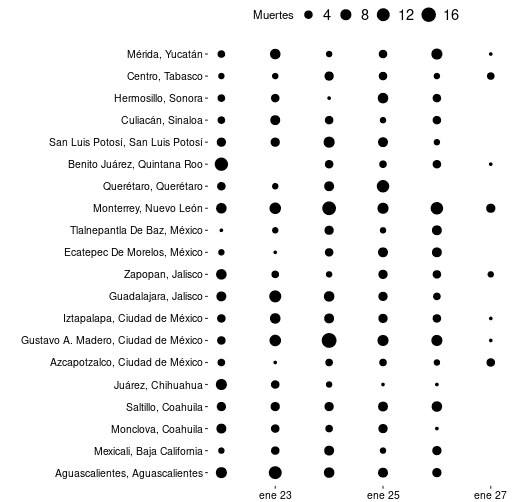 Muertes 4 8 12 16
Mérida, Yucatán
Centro, Tabasco
Hermosillo, Sonora
Culiacán, Sinaloa
San Luis Potosí, San Luis Potosí
Benito Juárez, Quintana Roo
Querétaro, Querétaro
Monterrey, Nuevo León
Tlalnepantla De Baz, México
Ecatepec De Morelos, México
Zapopan, Jalisco
Guadalajara, Jalisco
Iztapalapa, Ciudad de México
Gustavo A. Madero, Ciudad de México
Azcapotzalco, Ciudad de México
Juárez, Chihuahua
Saltillo, Coahuila
Monclova, Coahuila
Mexicali, Baja California
Aguascalientes, Aguascalientes
ene 23 ene 25 ene 27